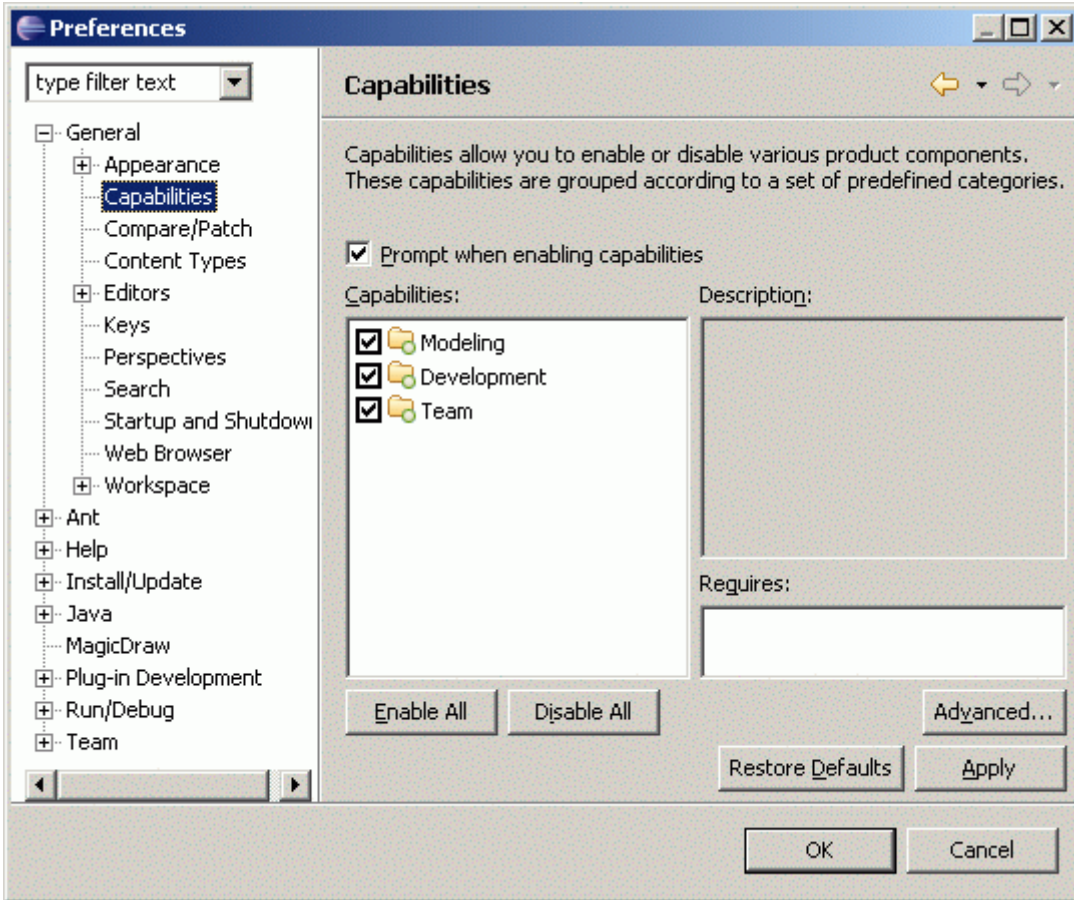 Preferences
type filter text
General
Appearance
Capabilities
Compare/Patch
Content Types
Editors
Keys
Perspectives
Search
Startup and Shutdow
Web Browser
Workspace
Ant
Help
Install/Update
Java
MagicDraw
Plug-in Development
Run/Debug
Team
Capabilities
Capabilities allow you to enable or disable various product components.
These capabilities are grouped according to a set of predefined categories.
Prompt when enabling capabilities
Capabilities:
Modeling
Development
Team
Description:
Requires:
Enable All
Disable All
Advanced...
Restore Defaults
Apply
OK
Cancel